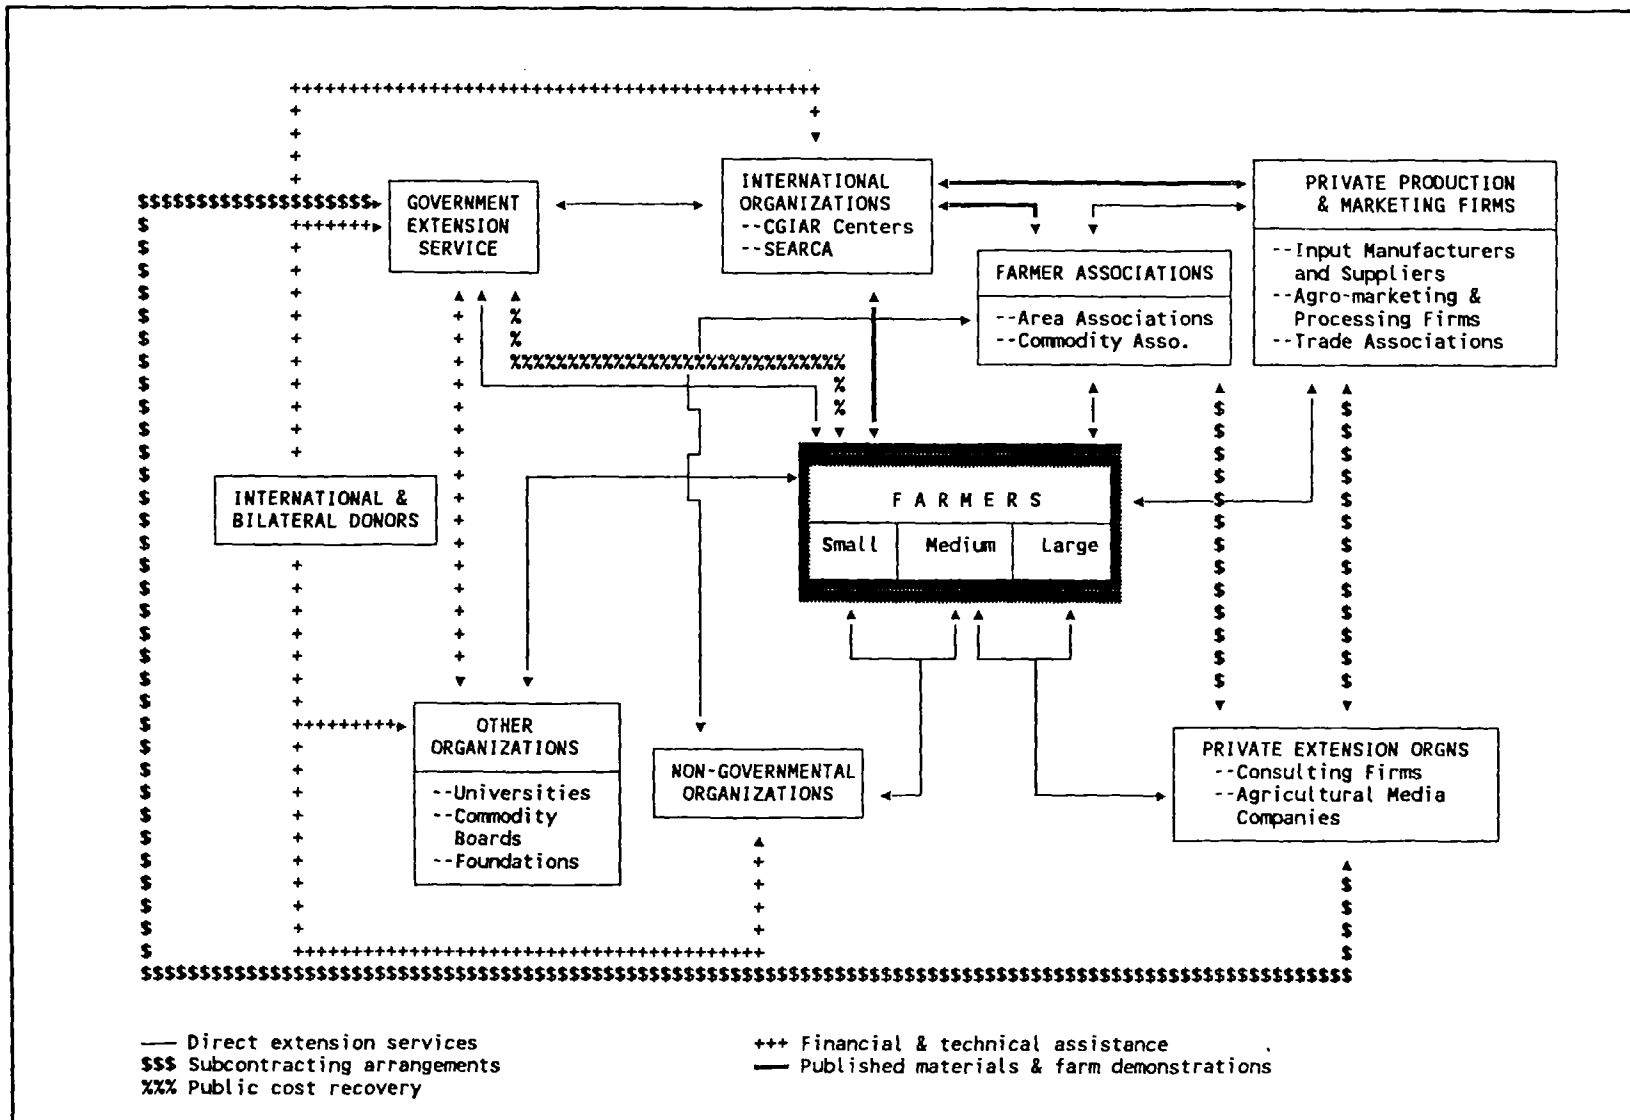 INTERNATIONAL
ORGANIZATIONS
--CGIAR Centers
--SEARCA
PRIVATE PRODUCTION
& MARKETING FIRMS
--Input Manufacturers
and Suppliers
--Agro-marketing &
Processing Firms
--Trade Associations
GOVERNMENT
EXTENSION
SERVICE
FARMER ASSOCIATIONS
--Area Associations
--Commodity Asso.
INTERNATIONAL &
BILATERAL DONORS
F A R M E R S
Small Medium Large
OTHER
ORGANIZATIONS
--Universities
--Commodity
Boards
--Foundations
NON-GOVERNMENTAL
ORGANIZATIONS
PRIVATE EXTENSION ORGNS
--Consulting Firms
--Agricultural Media
Companies
—— Direct extension services
$$$ Subcontracting arrangements
%%% Public cost recovery
+++ Financial & technical assistance
—— Published materials & farm demonstrations